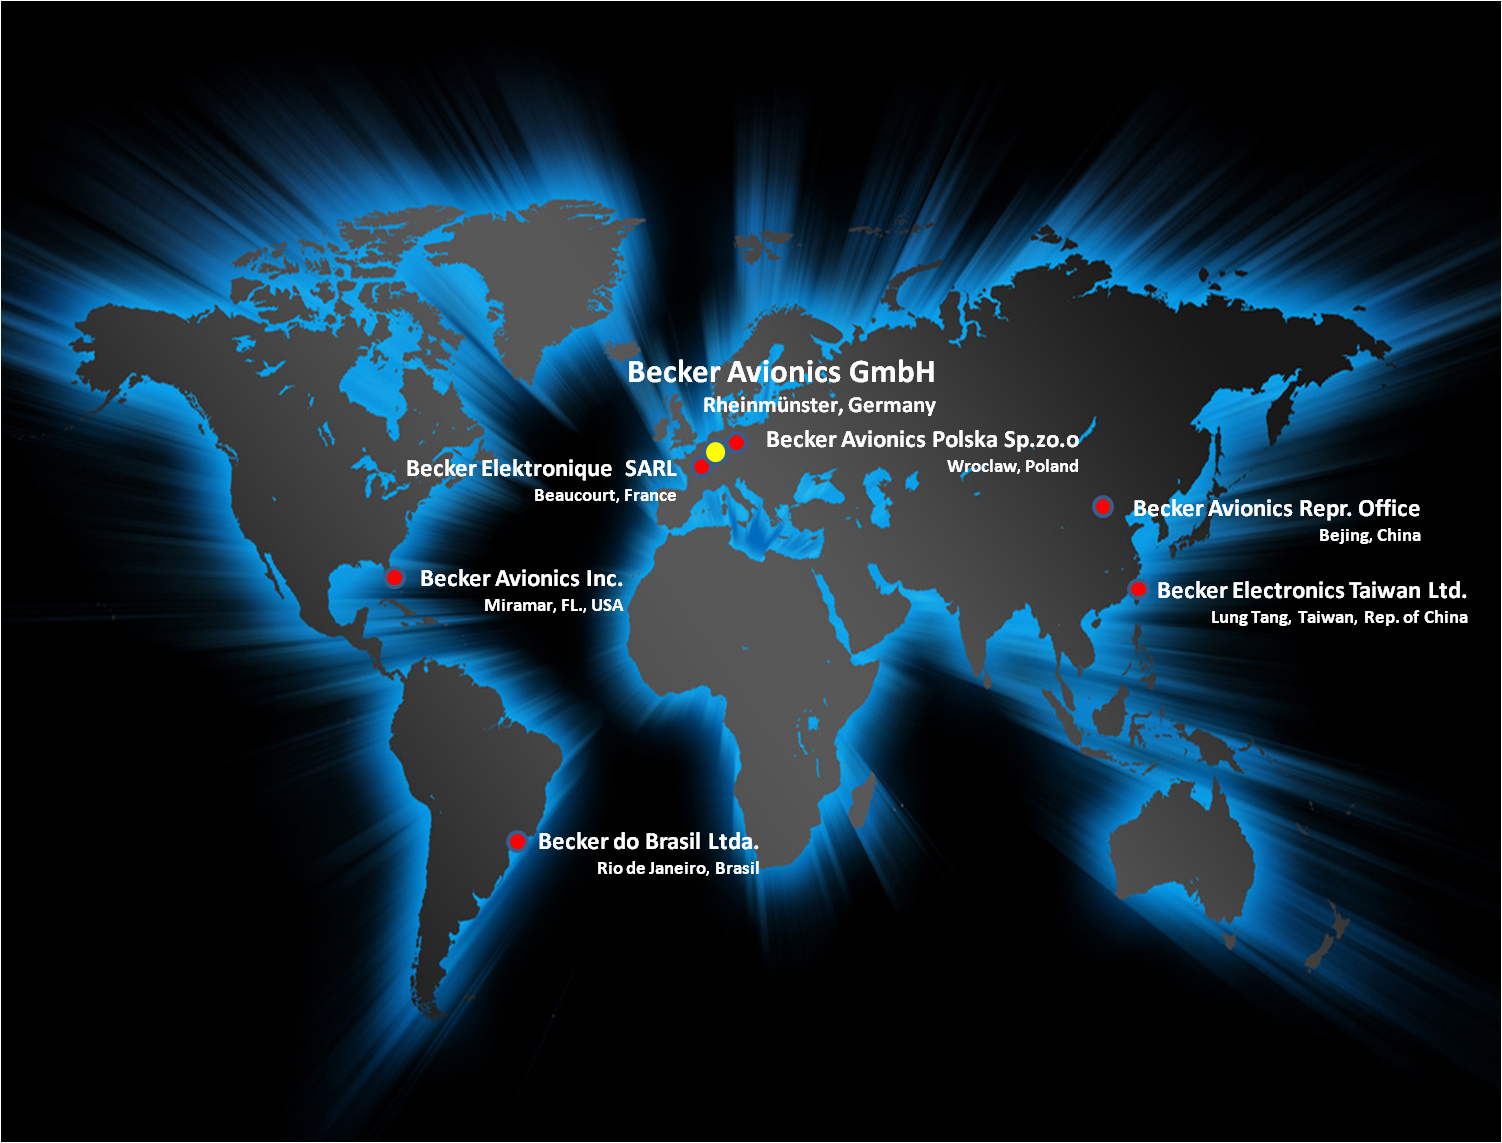 Becker Avionics GmbH
Rheinmünster, Germany
Becker Avionics Polska Sp.zo.o
Wroclaw, Poland
Becker Elektronique SARL
Beaucourt, France
Becker Avionics Repr. Office
Bejing, China
Becker Avionics Inc.
Miramar, FL., USA
Becker Electronics Taiwan Ltd.
Lung Tang, Taiwan, Rep. of China
Becker do Brasil Ltda.
Rio de Janeiro, Brasil